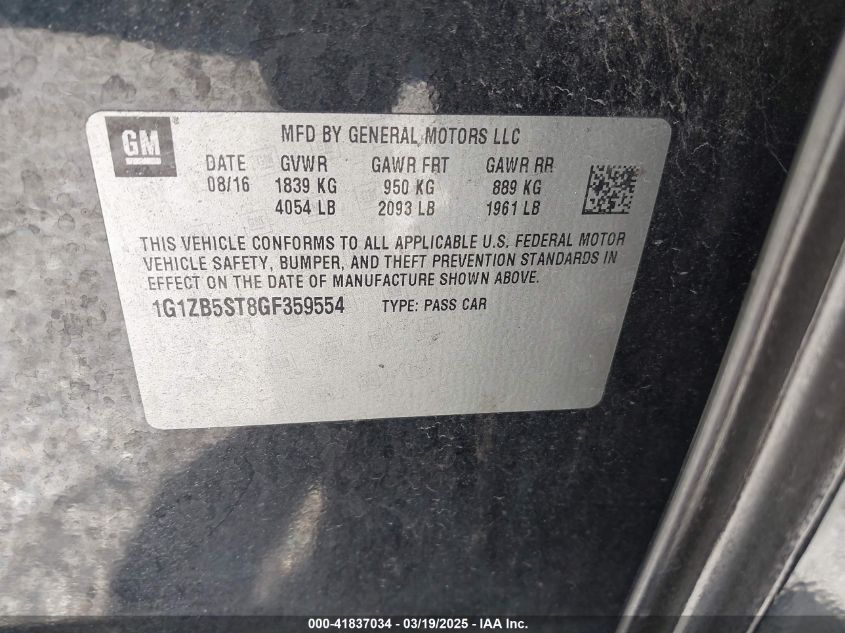 GM
MFD BY GENERAL MOTORS LLC
DATE GVWR GAWR FRT GAWR RR
08/16 1839 KG 950 KG 889 KG
4054 LB 2093 LB 1961 LB
THIS VEHICLE CONFORMS TO ALL APPLICABLE U.S. FEDERAL MOTOR
VEHICLE SAFETY, BUMPER, AND THEFT PREVENTION STANDARDS IN
EFFECT ON THE DATE OF MANUFACTURE SHOWN ABOVE.
1G1ZB5ST8GF359554 TYPE: PASS CAR
000-41837034 - 03/19/2025 - IAA Inc.